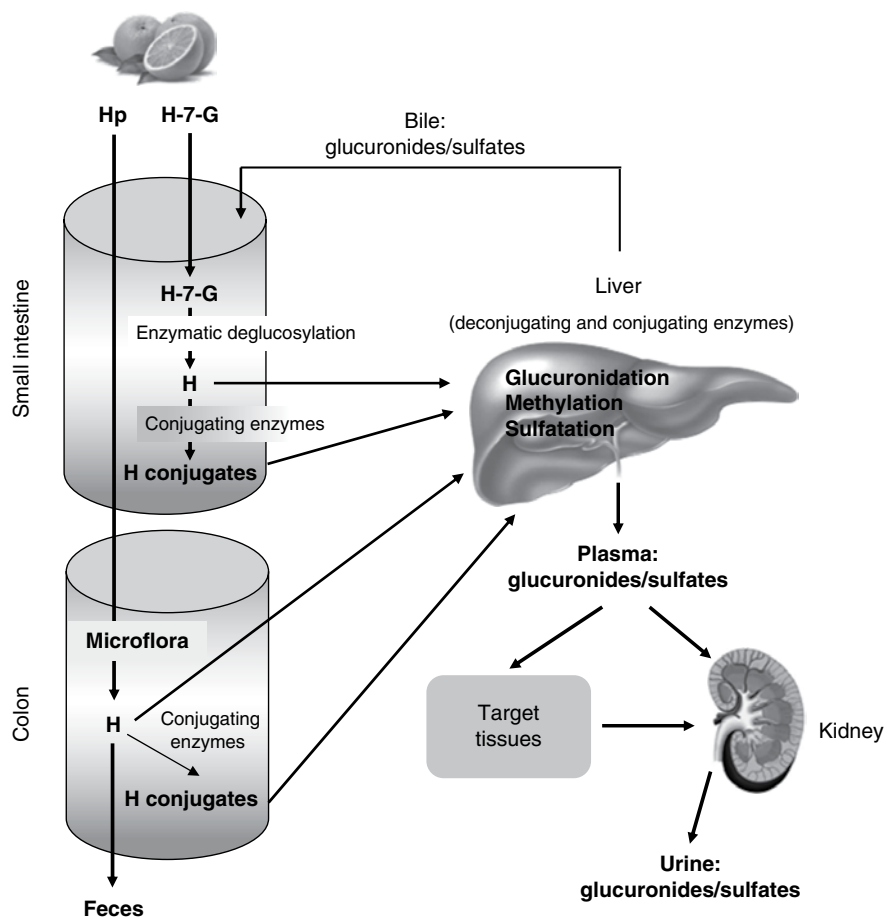 Hp H-7-G
Bile:
glucuronides/sulfates
Small intestine
H-7-G
Enzymatic deglucosylation
H
Conjugating enzymes
H conjugates
Liver
(deconjugating and conjugating enzymes)
Glucuronidation
Methylation
Sulfatation
Plasma:
glucuronides/sulfates
Colon
Microflora
H
Conjugating
enzymes
H conjugates
Target
tissues
Kidney
Feces
Urine:
glucuronides/sulfates